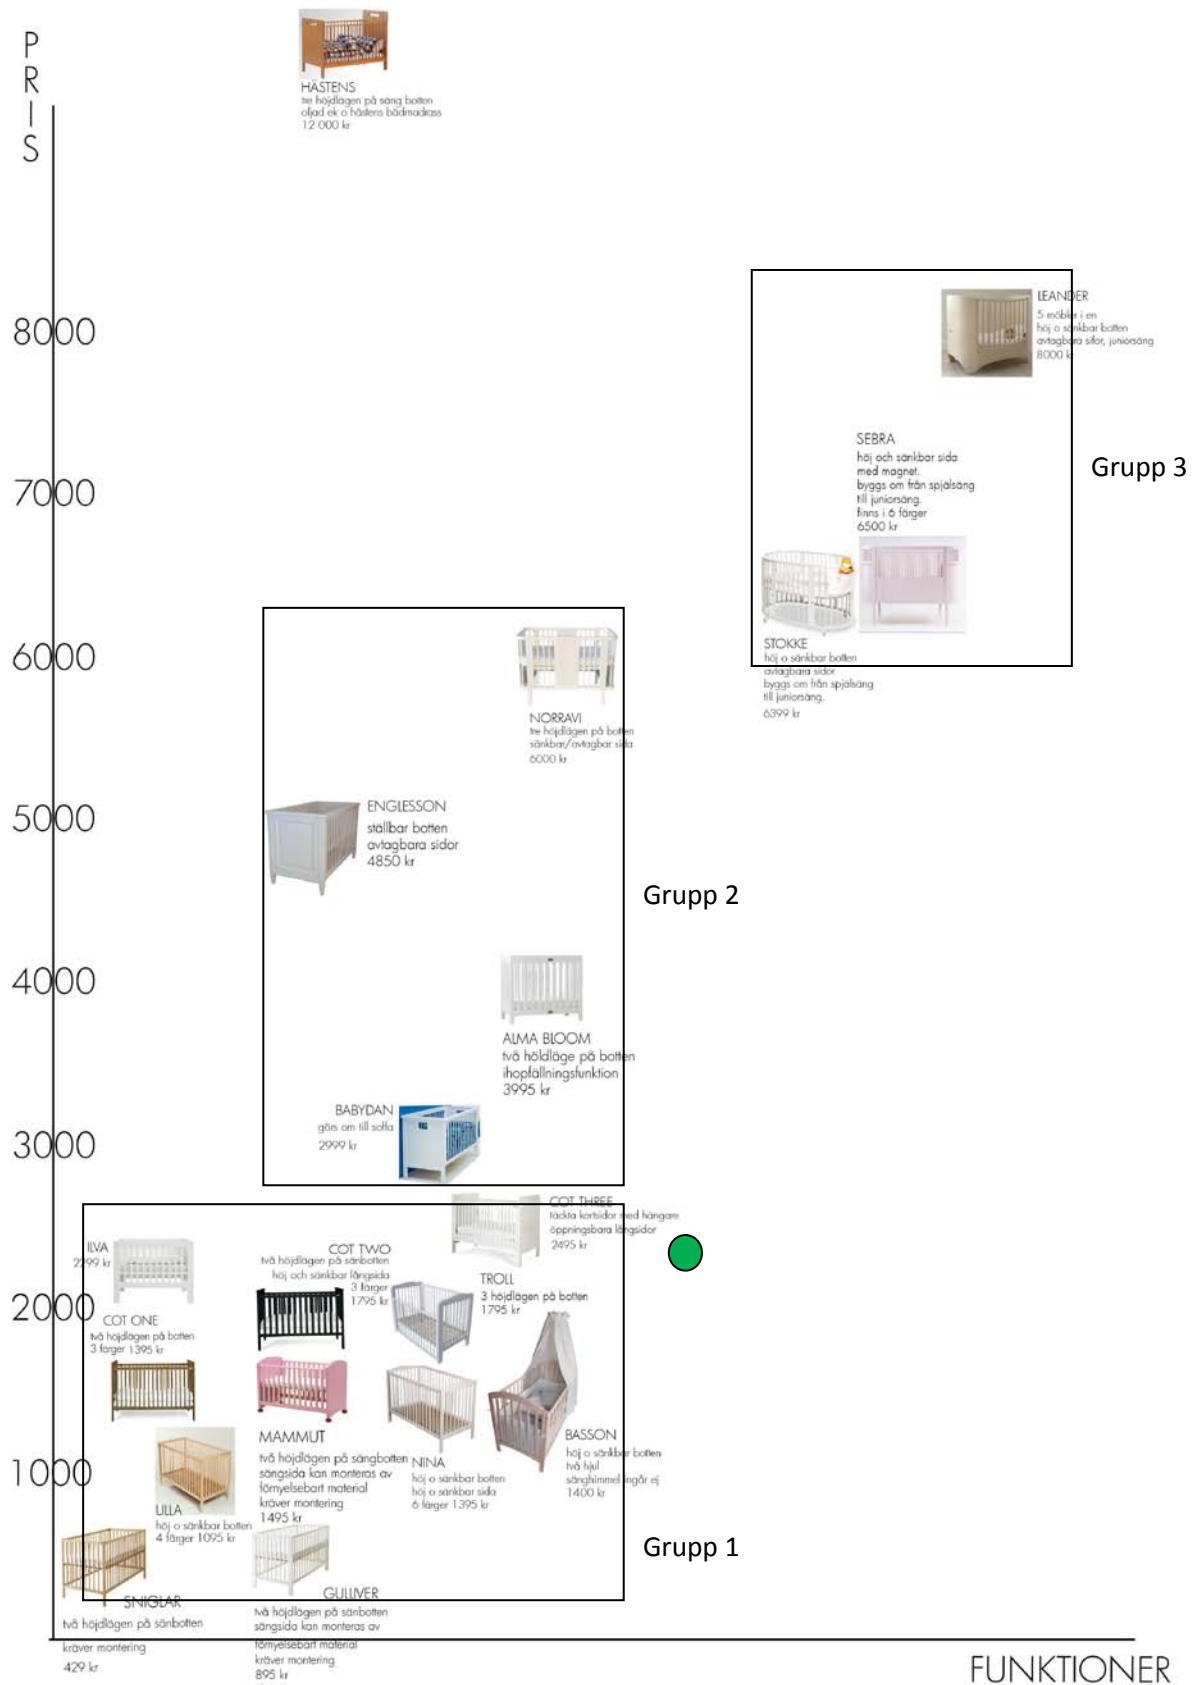 P
R
I
S
HÄSTENS
tre höjdlägen på säng botten
oljad ek o hästens bädmadrass
12 000 kr
8000
LEANDER
5 möbler i en
höj o sänkbar botten
avtagbara sifor, juniorsäng
8000 k
SEBRA
höj och sänkbar sida
med magnet.
byggs om från spjälsäng
till juniorsäng.
finns i 6 färger
6500 kr
Grupp 3
7000
STOKKE
höj o sänkbar botten
avtagbara sidor
byggs om från spjälsäng
till juniorsäng.
6399 kr
6000
NORRAVI
tre höjdlägen på botten
sänkbar/avtagbar sida
6000 kr
5000
ENGLESSON
ställbar botten
avtagbara sidor
4850 kr
Grupp 2
4000
ALMA BLOOM
två höldläge på botten
ihopfällningsfunktion
3995 kr
BABYDAN
görs om till soffa
2999 kr
3000
COT THREE
täckta kortsidor med hängare
öppningsbara långsidor
2495 kr
ILVA
2299 kr
COT TWO
två höjdlägen på sänbotten
höj och sänkbar långsida
3 färger
1795 kr
TROLL
3 höjdlägen på botten
1795 kr
2000
COT ONE
två höjdlägen på botten
3 färger 1395 kr
MAMMUT
två höjdlägen på sängbotten
sängsida kan monteras av
förnyelsebart material
kräver montering
1495 kr
NINA
höj o sänkbar botten
höj o sänkbar sida
6 färger 1395 kr
BASSON
höj o sänkbar botten
två hjul
sänghimmel ingår ej
1400 kr
1000
ULLA
höj o sänkbar botten
4 färger 1095 kr
Grupp 1
SNIGLAR
två höjdlägen på sänbotten
kräver montering
429 kr
GULLIVER
två höjdlägen på sänbotten
sängsida kan monteras av
förnyelsebart material
kräver montering
895 kr
FUNKTIONER